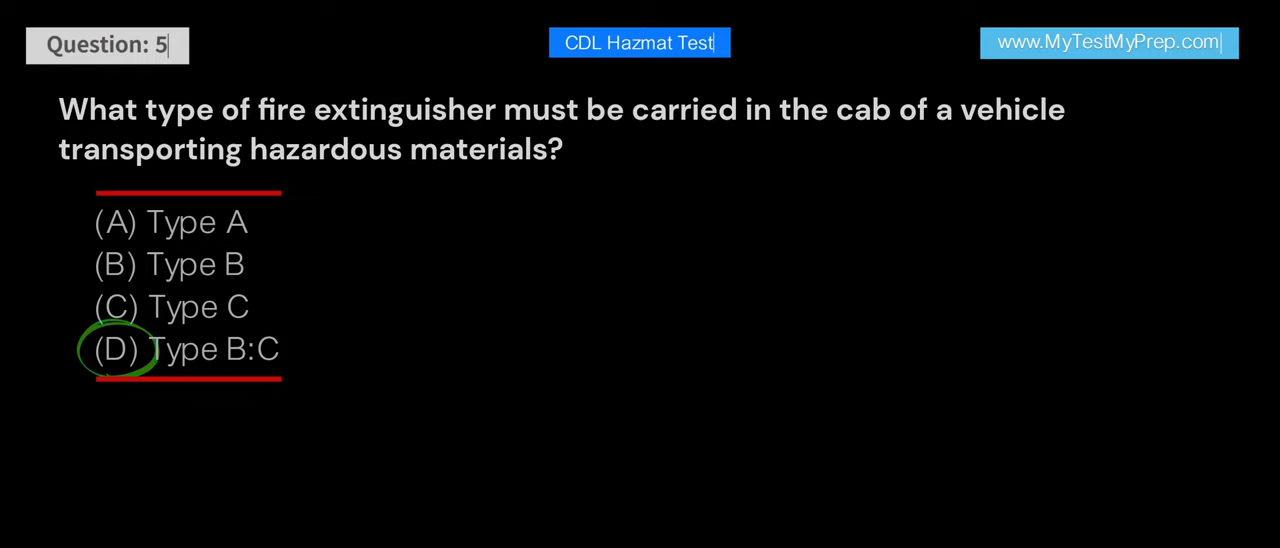 Question: 5
CDL Hazmat Test
www.MyTestMyPrep.com
What type of fire extinguisher must be carried in the cab of a vehicle
transporting hazardous materials?
(A) Type A
(B) Type B
(C) Type C
(D) Type B:C